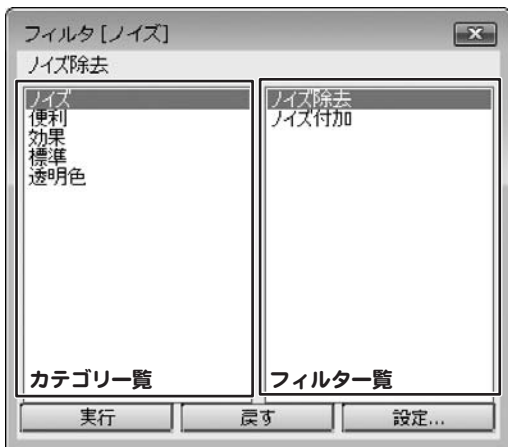 フィルタ [ノイズ]
ノイズ除去
ノイズ
便利
効果
標準
透明色
カテゴリ一覧
ノイズ除去
ノイズ付加
フィルター覧
実行
戻す
設定...